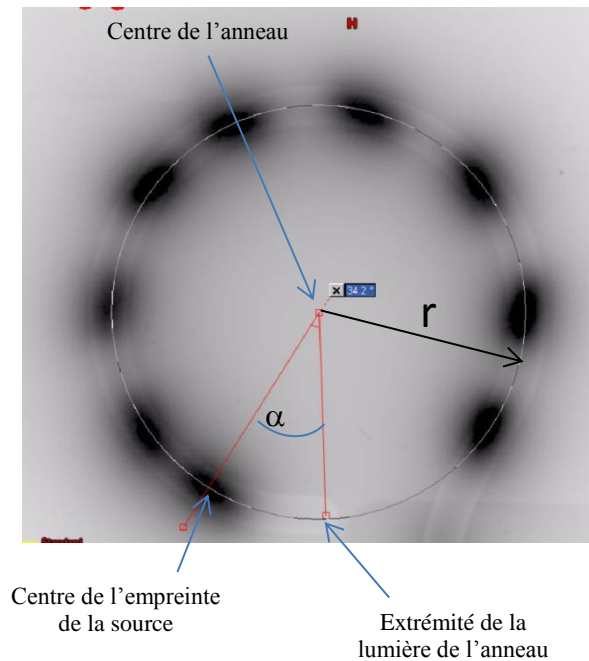 Centre de l’anneau
H
34.2 °
r
α
Centre de l’empreinte
de la source
Extrémité de la
lumière de l’anneau